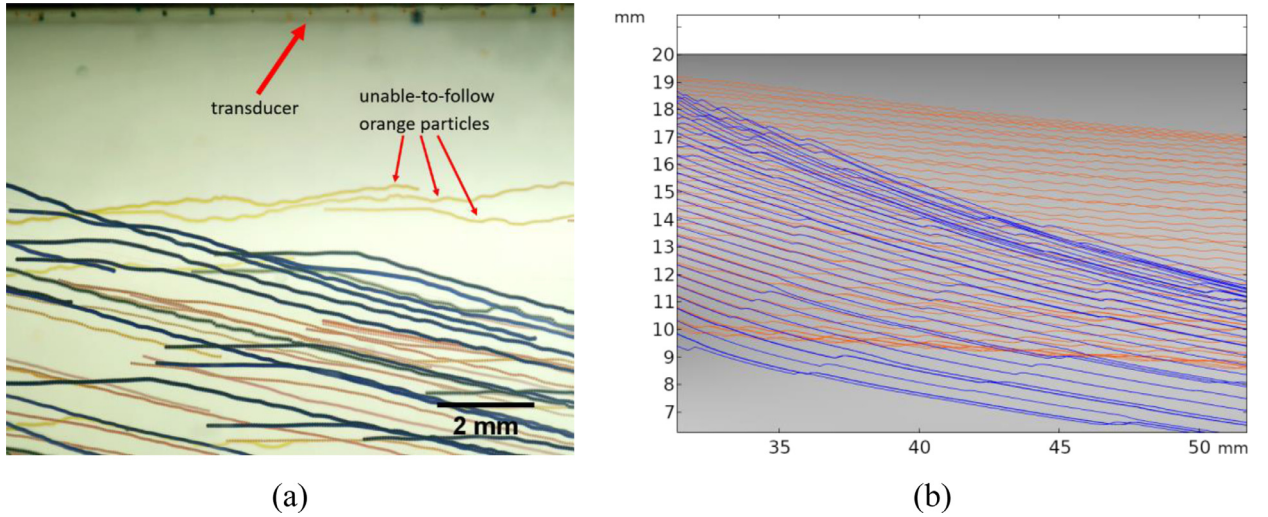 transducer
unable-to-follow
orange particles
2 mm
(a)
mm
20
19
18
17
16
15
14
13
12
11
10
9
8
7
35 40 45 50 mm
(b)